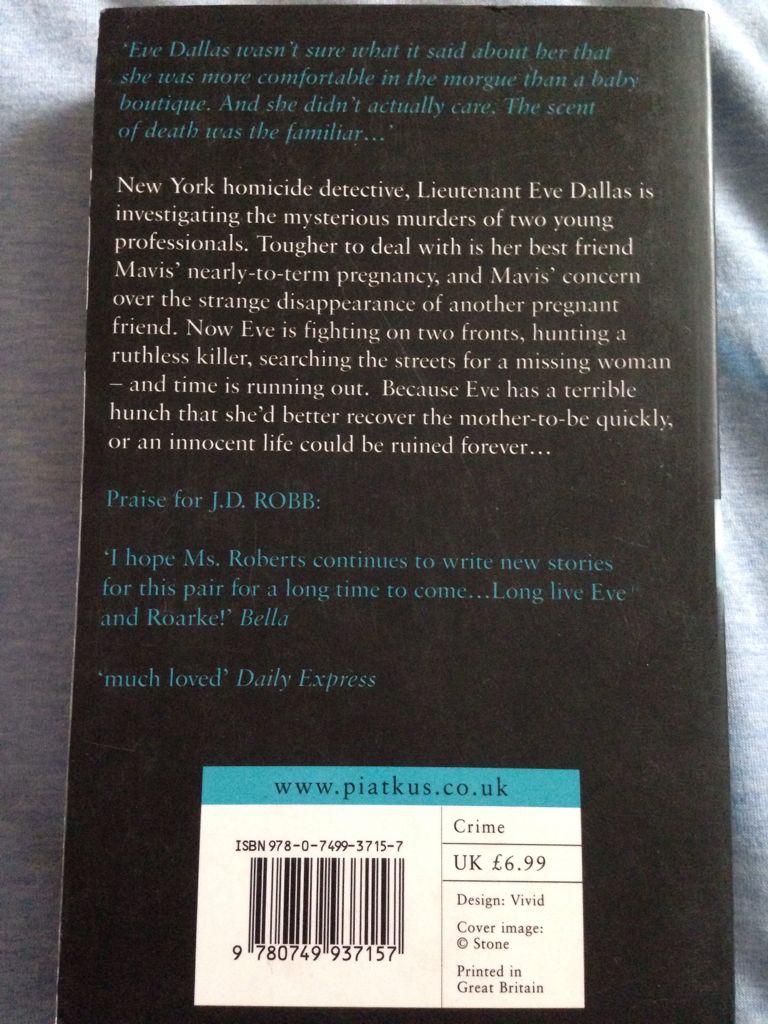 'Eve Dallas wasn't sure what it said about her that
she was more comfortable in the morgue than a baby
boutique. And she didn't actually care. The scent
of death was the familiar...'
New York homicide detective, Lieutenant Eve Dallas is
investigating the mysterious murders of two young
professionals. Tougher to deal with is her best friend
Mavis' nearly-to-term pregnancy, and Mavis' concern
over the strange disappearance of another pregnant
friend. Now Eve is fighting on two fronts, hunting a
ruthless killer, searching the streets for a missing woman
– and time is running out. Because Eve has a terrible
hunch that she'd better recover the mother-to-be quickly,
or an innocent life could be ruined forever...
Praise for J.D. ROBB:
'I hope Ms. Roberts continues to write new stories
for this pair for a long time to come...Long live Eve
and Roarke!' Bella
'much loved' Daily Express
www.piatkus.co.uk
ISBN 978-0-7499-3715-7
9 780749 937157
Crime
UK £6.99
Design: Vivid
Cover image:
© Stone
Printed in
Great Britain